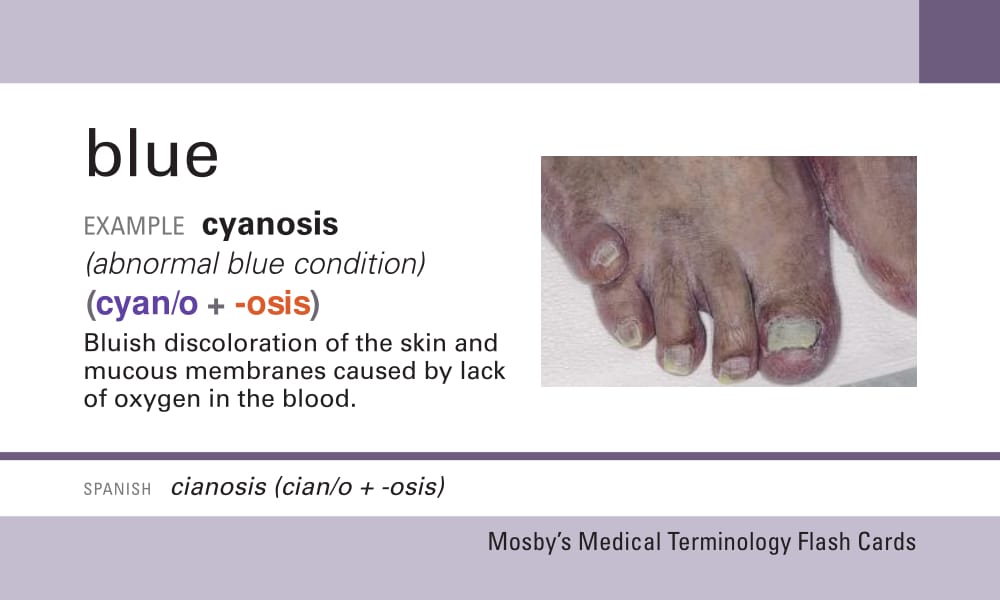 blue
EXAMPLE cyanosis
(abnormal blue condition)
(cyan/o + -osis)
Bluish discoloration of the skin and
mucous membranes caused by lack
of oxygen in the blood.
SPANISH cianosis (cian/o + -osis)
Mosby’s Medical Terminology Flash Cards